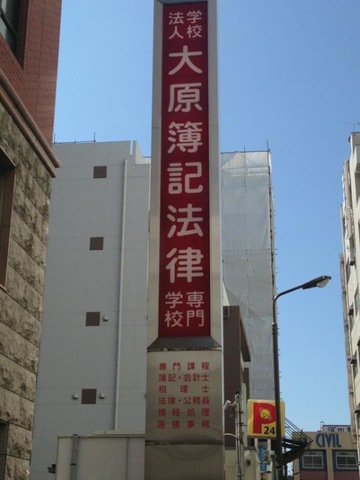 学校
法人
大原簿記法律
専門
学校
専門課程
簿記・会計士
税理士
法律・公務員
情報処理
医療事務
P
24
CIVIL